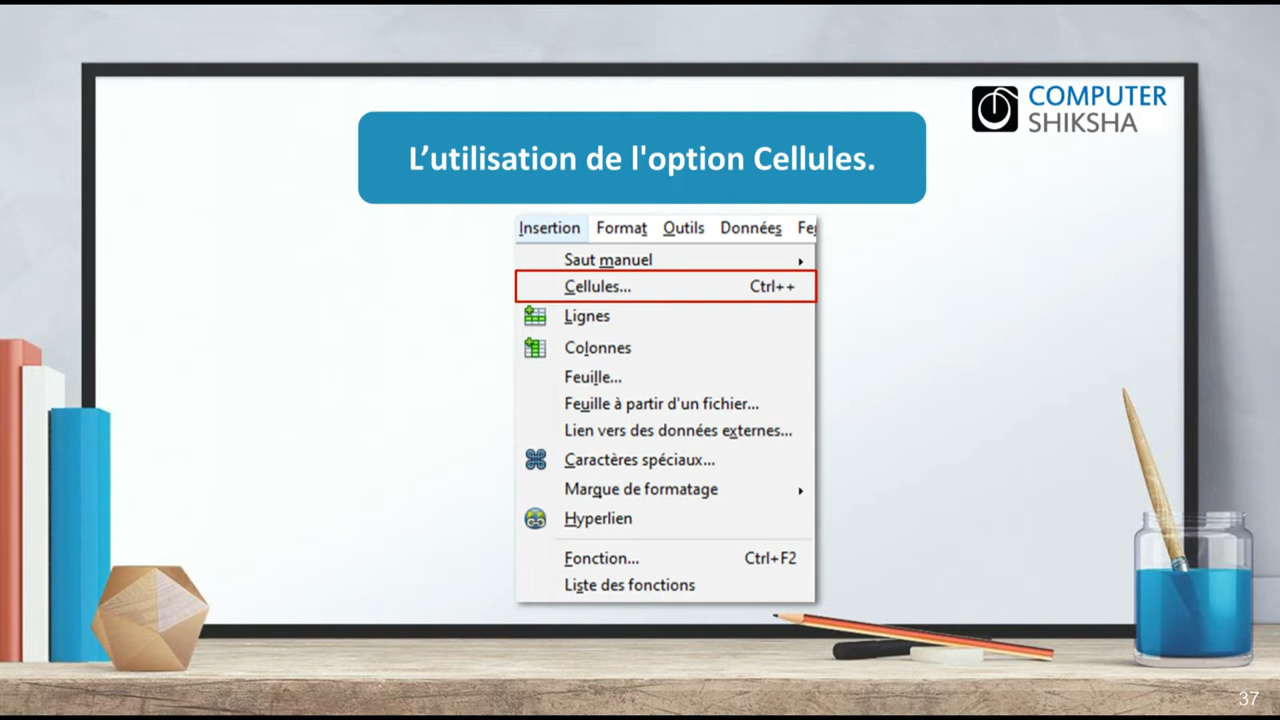 COMPUTER
SHIKSHA
L’utilisation de l'option Cellules.
Insertion Format Outils Données Fe
Saut manuel
Cellules... Ctrl++
Lignes
Colonnes
Feuille...
Feuille à partir d'un fichier...
Lien vers des données externes...
Caractères spéciaux...
Marque de formatage
Hyperlien
Fonction... Ctrl+F2
Liste des fonctions
37